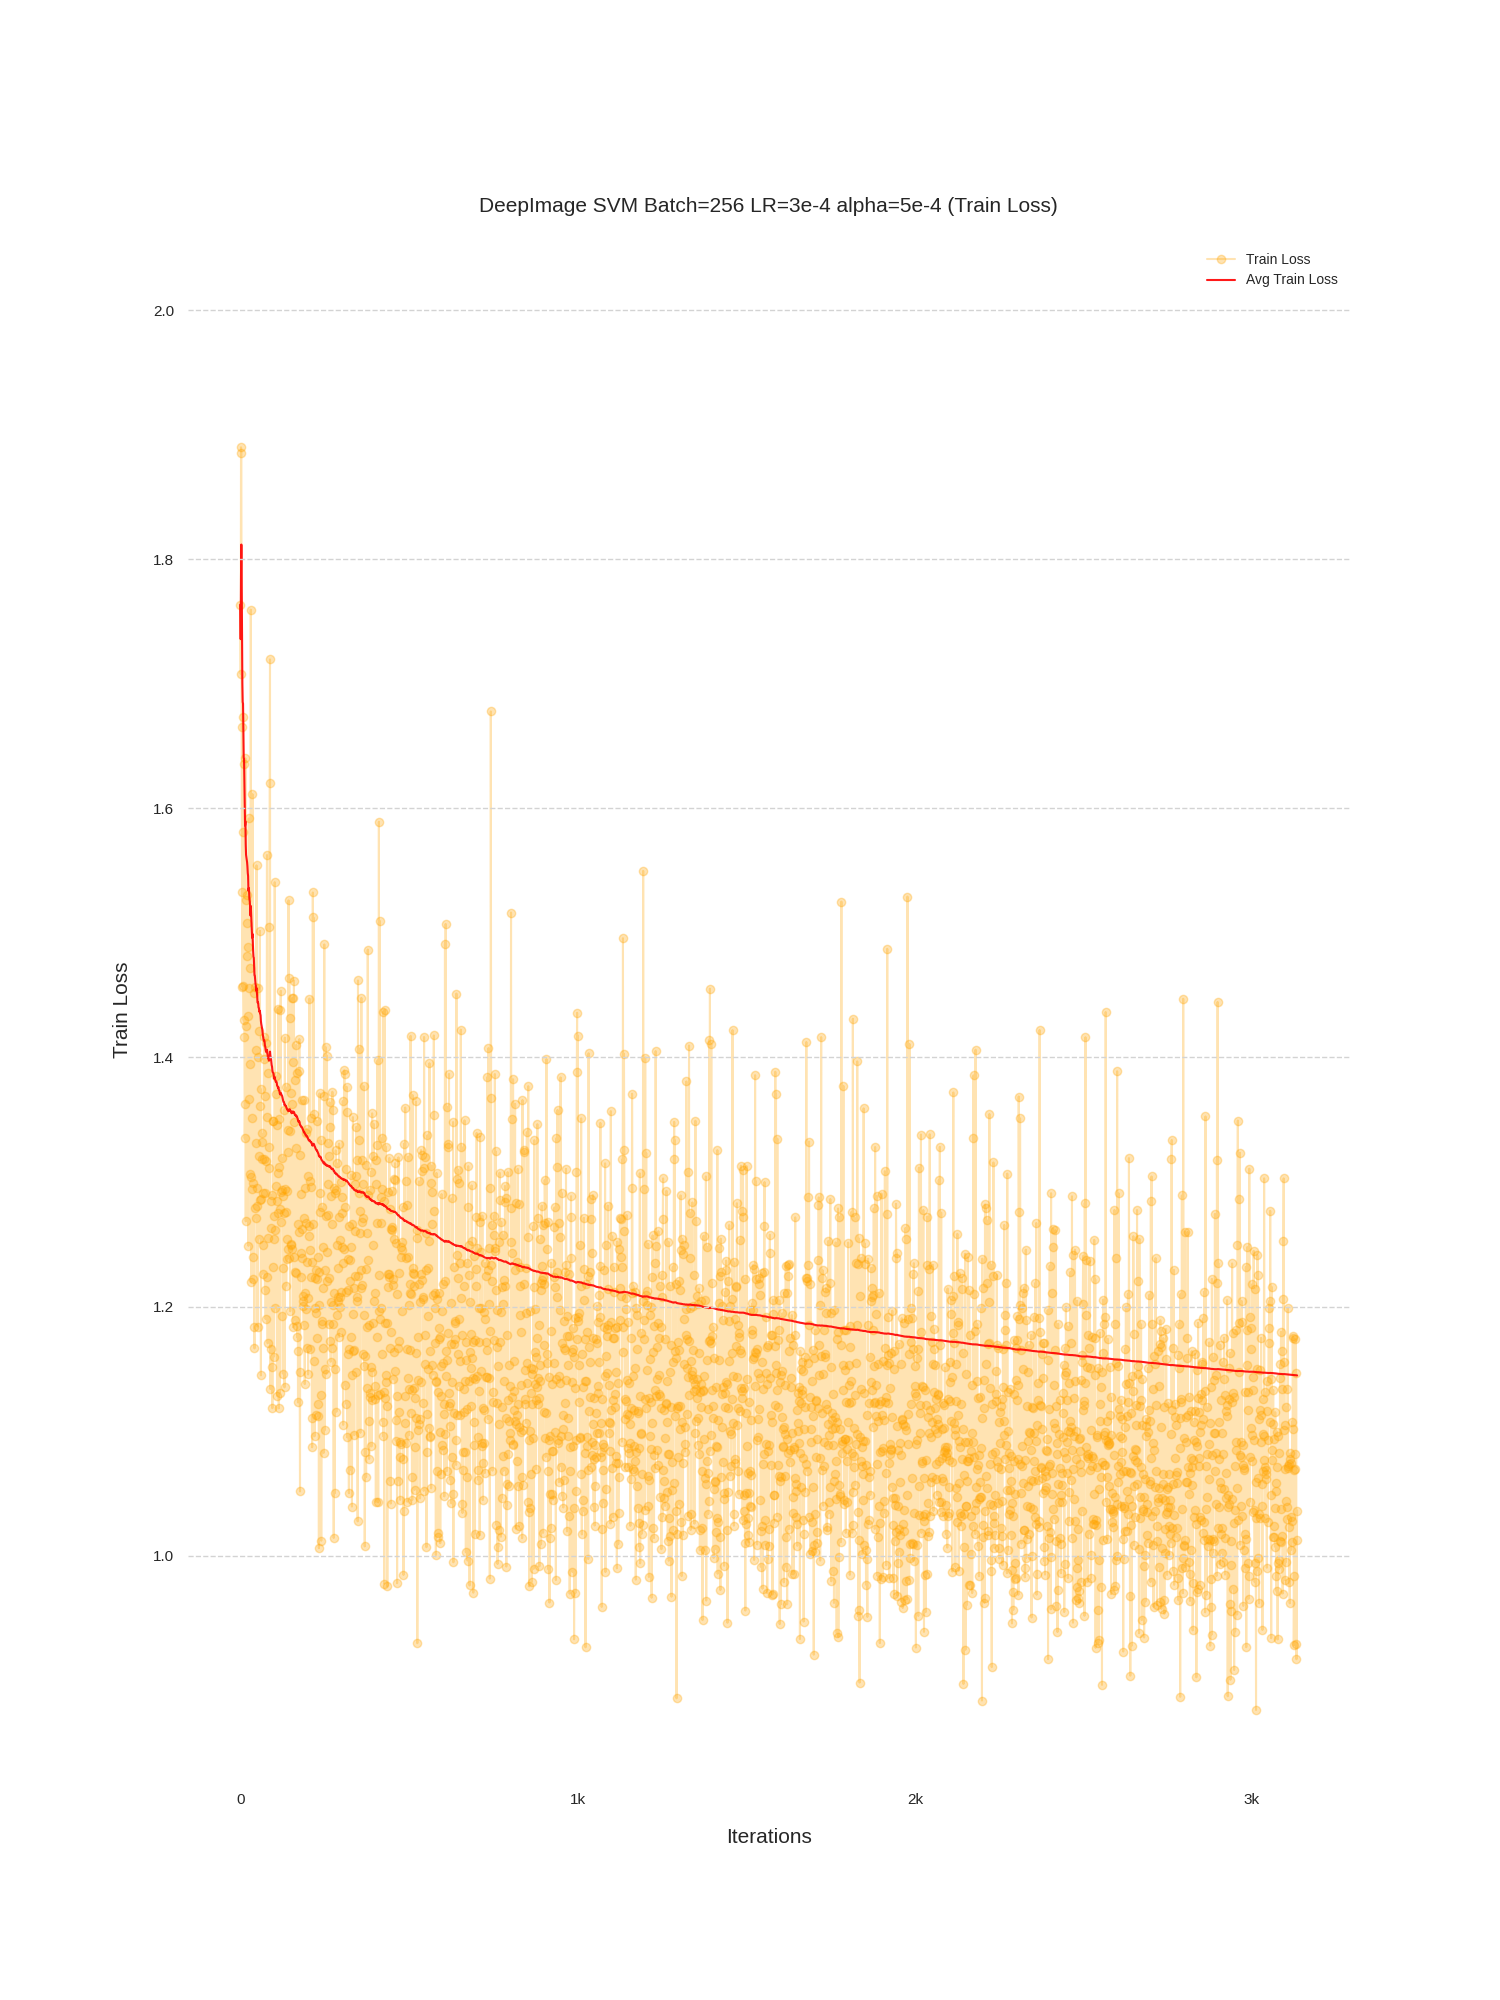 DeepImage SVM Batch=256 LR=3e-4 alpha=5e-4 (Train Loss)
Train Loss
Avg Train Loss
2.0
1.8
1.6
1.4
1.2
1.0
Train Loss
0 1k 2k 3k
Iterations